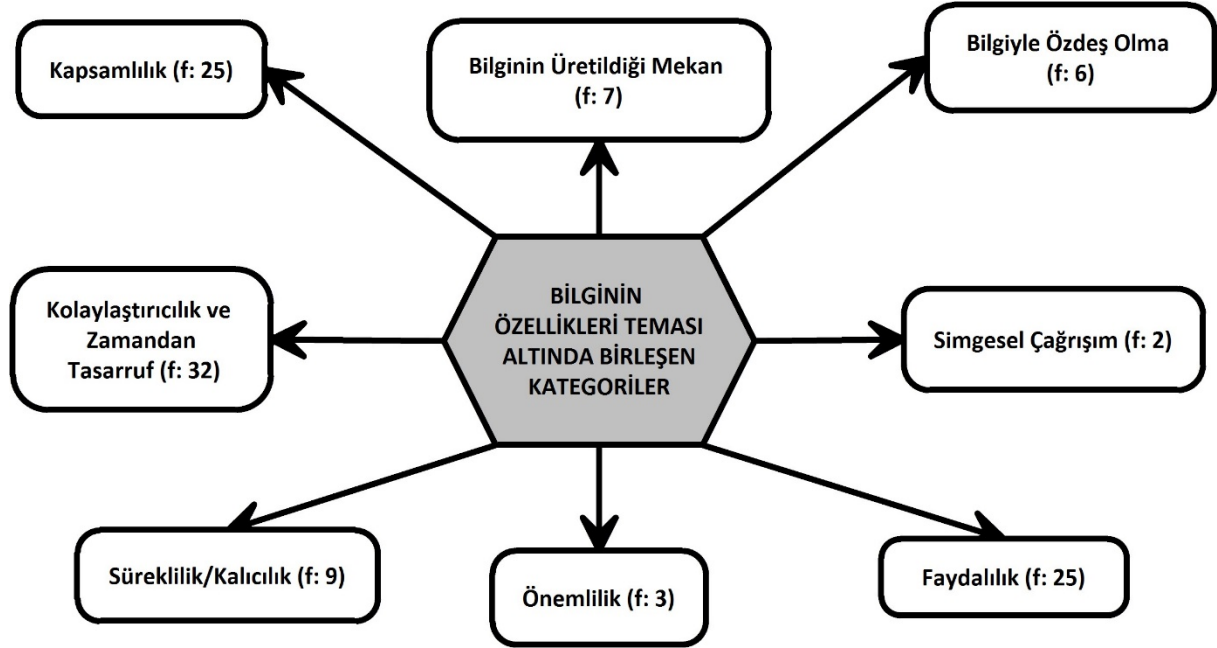 Kapsamlılık (f: 25)
Bilginin Üretildiği Mekan
(f: 7)
Bilgiyle Özdeş Olma
(f: 6)
Kolaylaştırıcılık ve
Zamandan
Tasarruf (f: 32)
BİLGİNİN
ÖZELLİKLERİ TEMASI
ALTINDA BİRLEŞEN
KATEGORİLER
Simgesel Çağrışım (f: 2)
Süreklilik/Kalıcılık (f: 9)
Önemlilik (f: 3)
Faydalılık (f: 25)